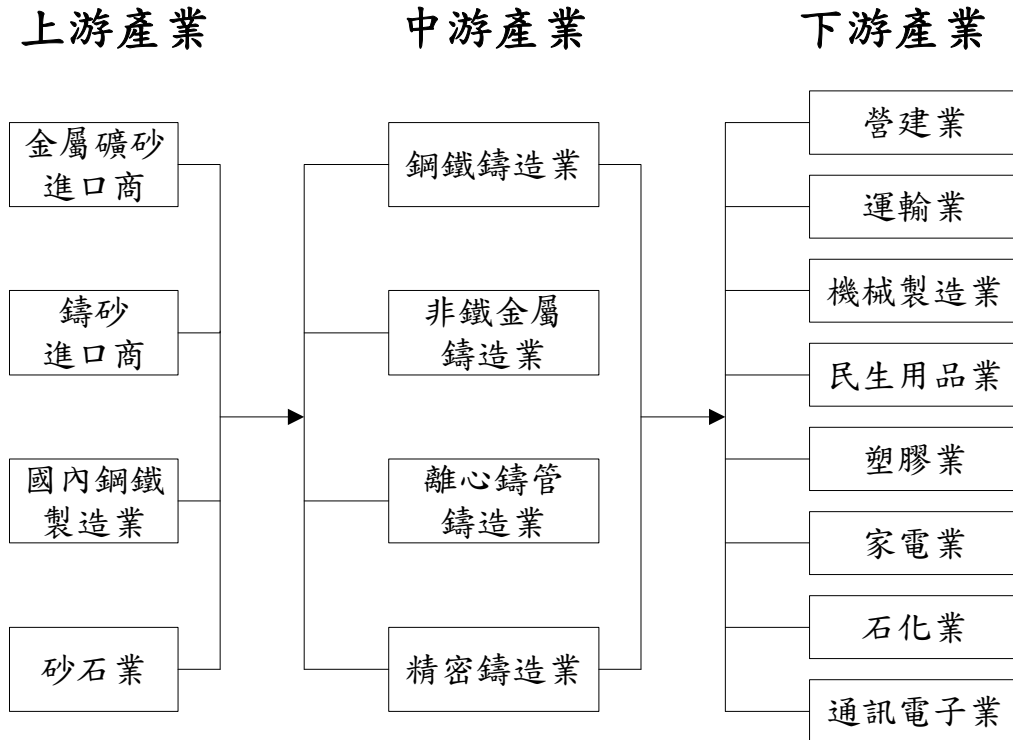 上游產業
中游產業
下游產業
金屬礦砂
進口商
鑄砂
進口商
國內鋼鐵
製造業
砂石業
鋼鐵鑄造業
非鐵金屬
鑄造業
離心鑄管
鑄造業
精密鑄造業
營建業
運輸業
機械製造業
民生用品業
塑膠業
家電業
石化業
通訊電子業